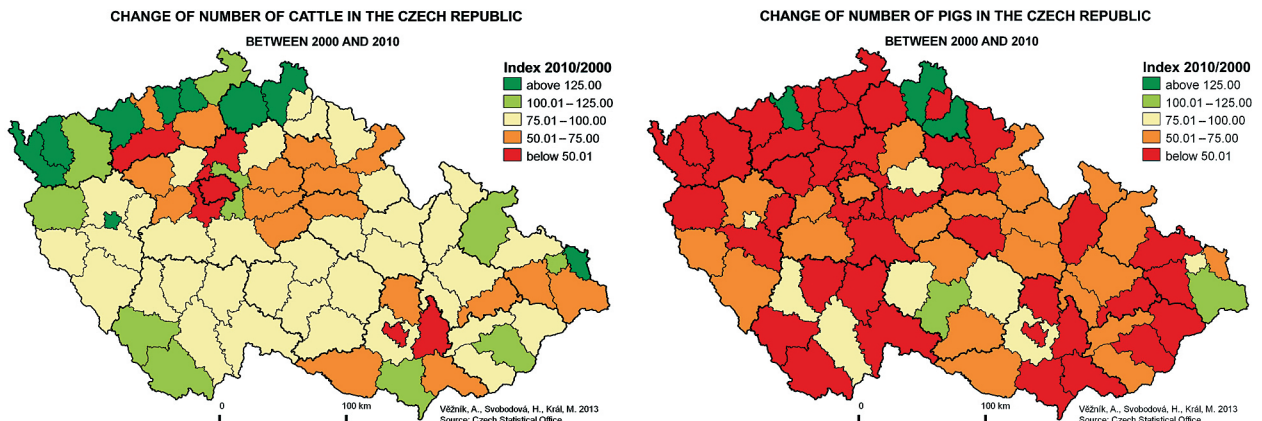 CHANGE OF NUMBER OF CATTLE IN THE CZECH REPUBLIC
BETWEEN 2000 AND 2010
Index 2010/2000
above 125.00
100.01 – 125.00
75.01 – 100.00
50.01 – 75.00
below 50.01
0 100 km
Věžník, A., Svobodová, H., Král, M. 2013
Source: Czech Statistical Office
CHANGE OF NUMBER OF PIGS IN THE CZECH REPUBLIC
BETWEEN 2000 AND 2010
Index 2010/2000
above 125.00
100.01 – 125.00
75.01 – 100.00
50.01 – 75.00
below 50.01
0 100 km
Věžník, A., Svobodová, H., Král, M. 2013
Source: Czech Statistical Office